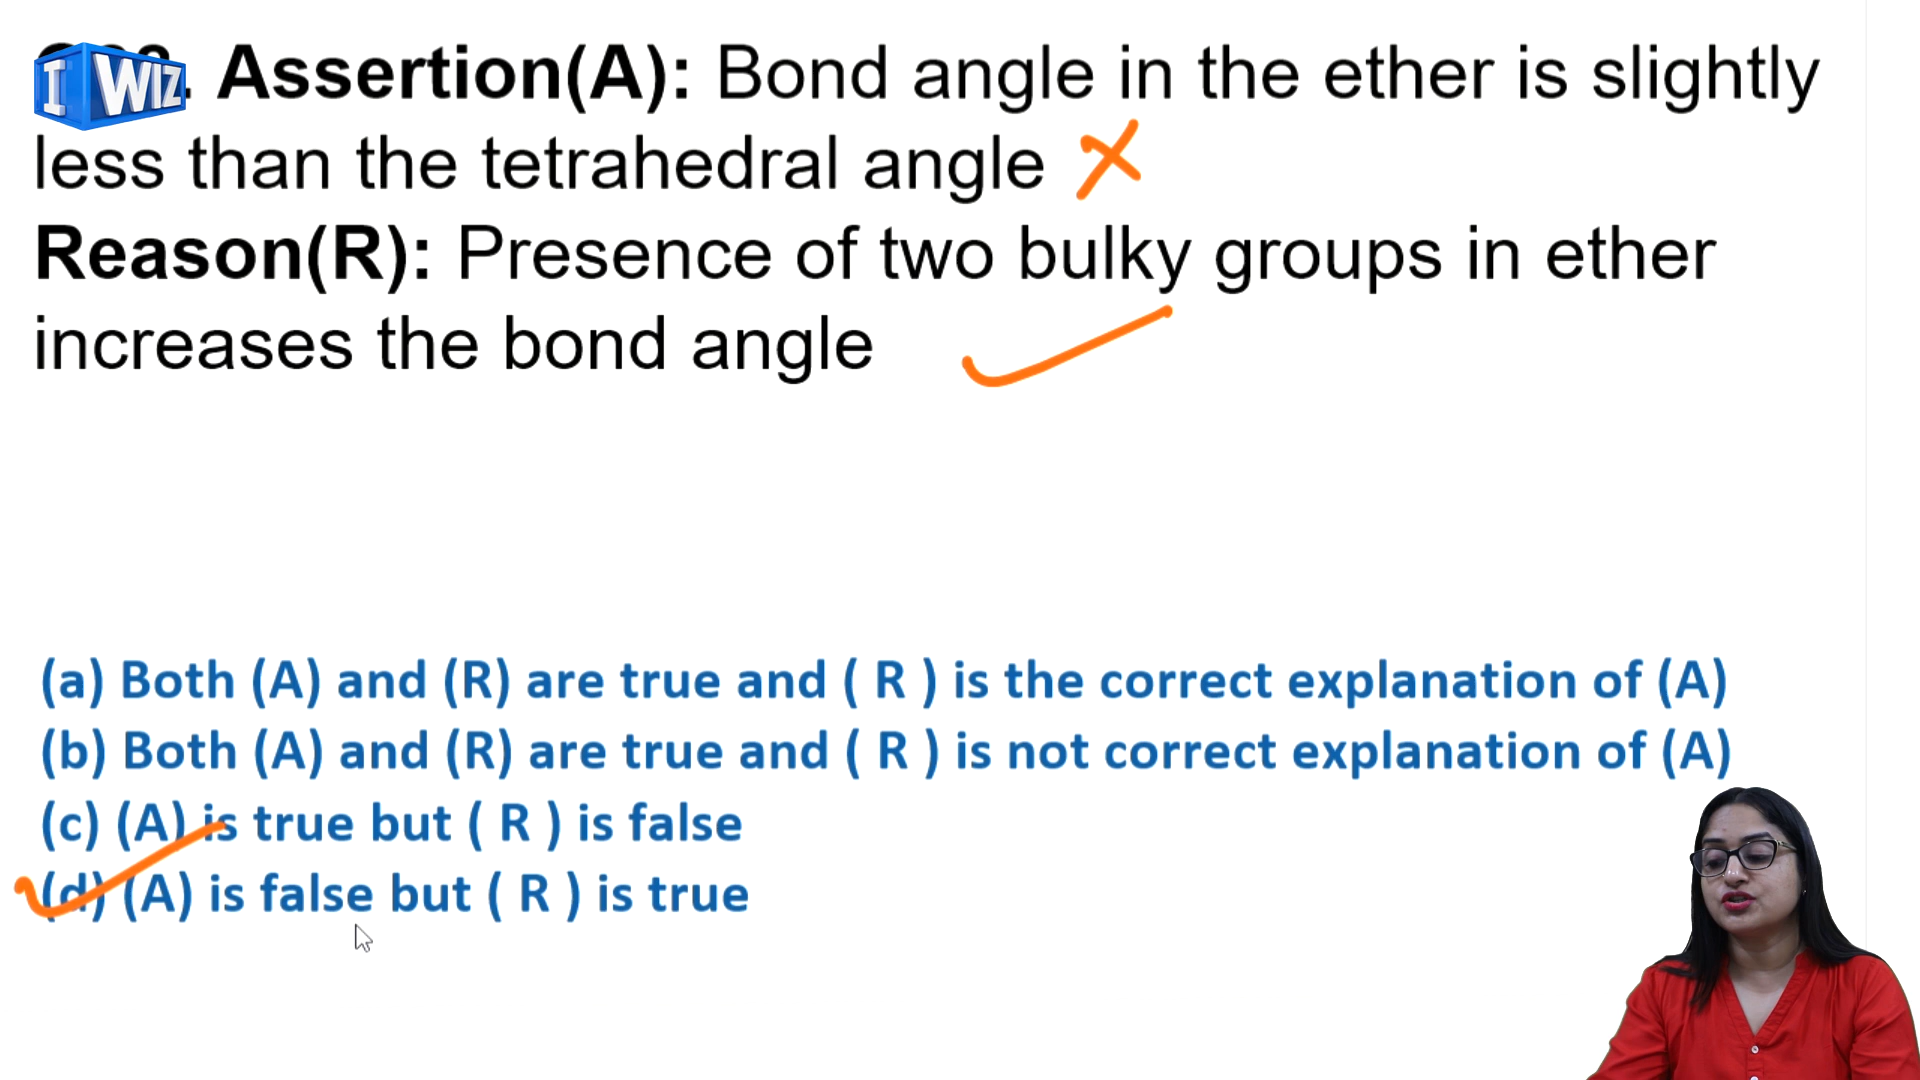 I WIZ
. Assertion(A): Bond angle in the ether is slightly
less than the tetrahedral angle
Reason(R): Presence of two bulky groups in ether
increases the bond angle
(a) Both (A) and (R) are true and ( R ) is the correct explanation of (A)
(b) Both (A) and (R) are true and ( R ) is not correct explanation of (A)
(c) (A) is true but ( R ) is false
(d) (A) is false but ( R ) is true